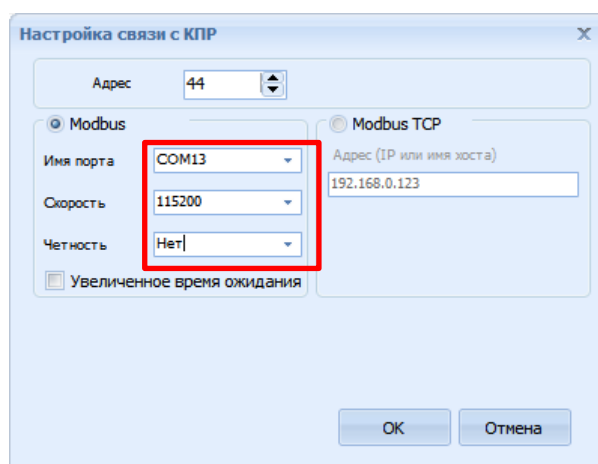 Настройка связи с КПР
Адрес 44
Modbus
Имя порта COM13
Скорость 115200
Четность Нет
Увеличенное время ожидания
Modbus TCP
Адрес (IP или имя хоста)
192.168.0.123
OK Отмена